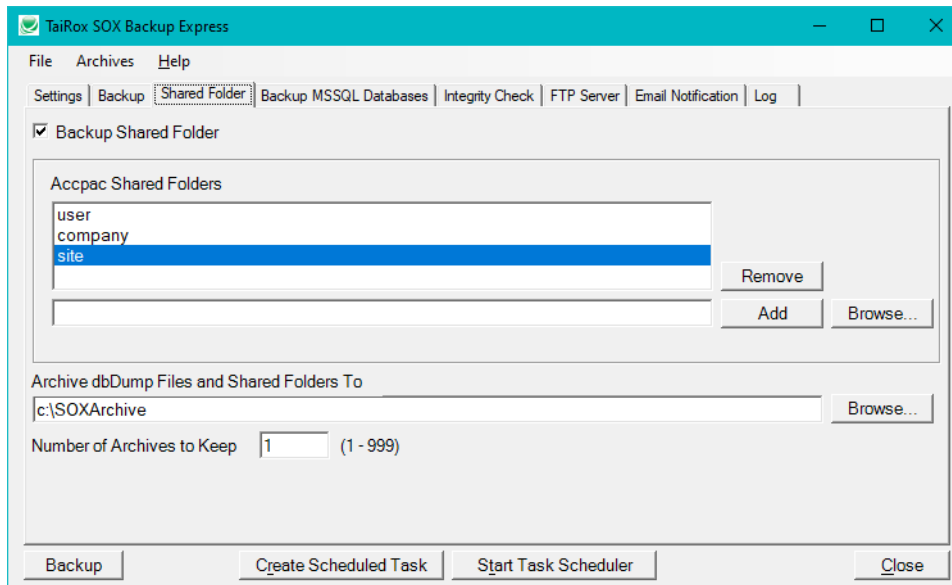 TaiRox SOX Backup Express
File Archives Help
Settings Backup Shared Folder Backup MSSQL Databases Integrity Check FTP Server Email Notification Log
Backup Shared Folder
Accpac Shared Folders
user
company
site
Remove
Add Browse...
Archive dbDump Files and Shared Folders To
c:\SOXArchive Browse...
Number of Archives to Keep 1 (1 - 999)
Backup Create Scheduled Task Start Task Scheduler Close